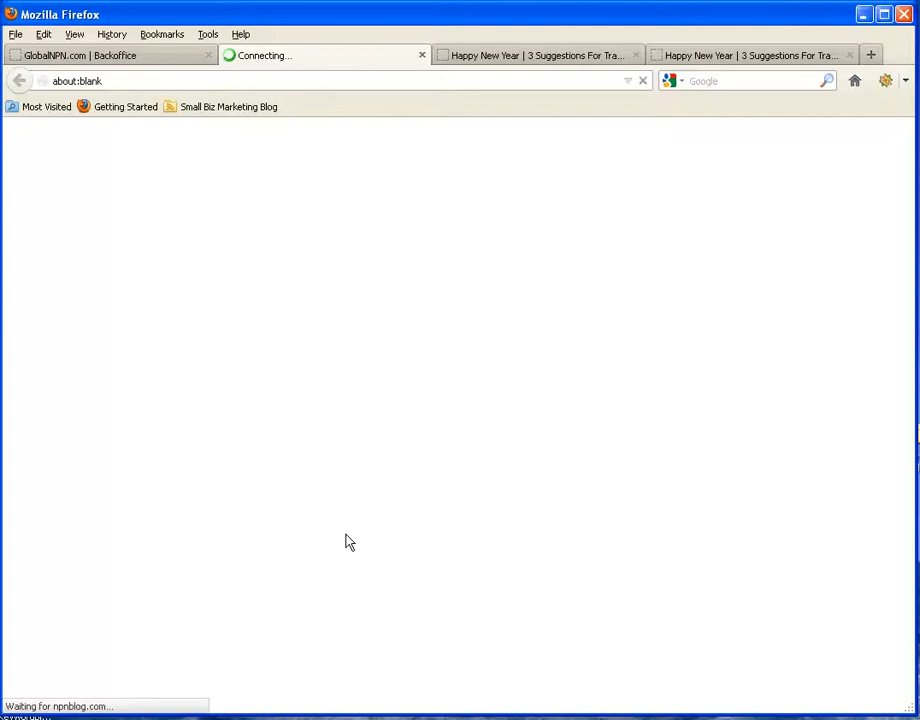 Mozilla Firefox
File Edit View History Bookmarks Tools Help
GlobalNPN.com | Backoffice
Connecting...
Happy New Year | 3 Suggestions For Tra...
Happy New Year | 3 Suggestions For Tra...
about:blank
Google
Most Visited Getting Started Small Biz Marketing Blog
Waiting for npnblog.com...